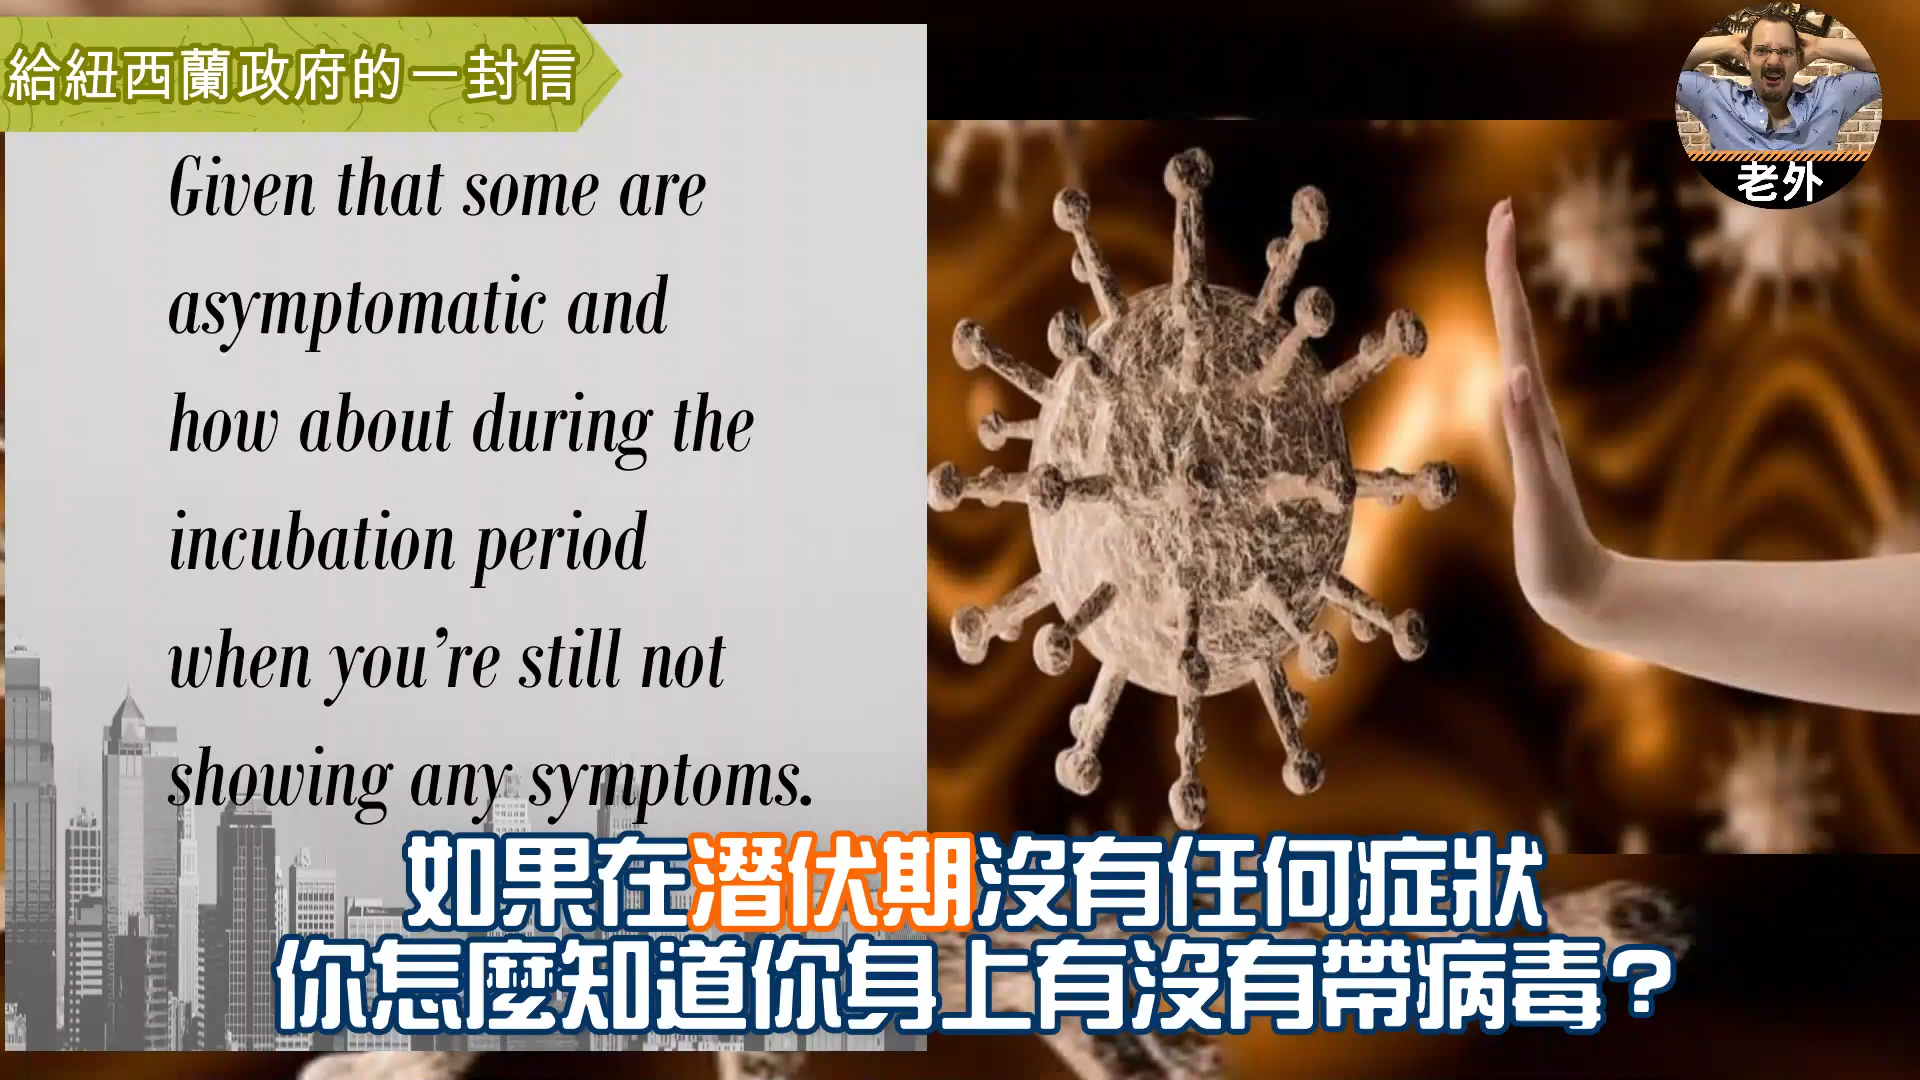 給紐西蘭政府的一封信
老外
Given that some are
asymptomatic and
how about during the
incubation period
when you're still not
showing any symptoms.
如果在潛伏期沒有任何症狀
你怎麼知道你身上有沒有帶病毒?